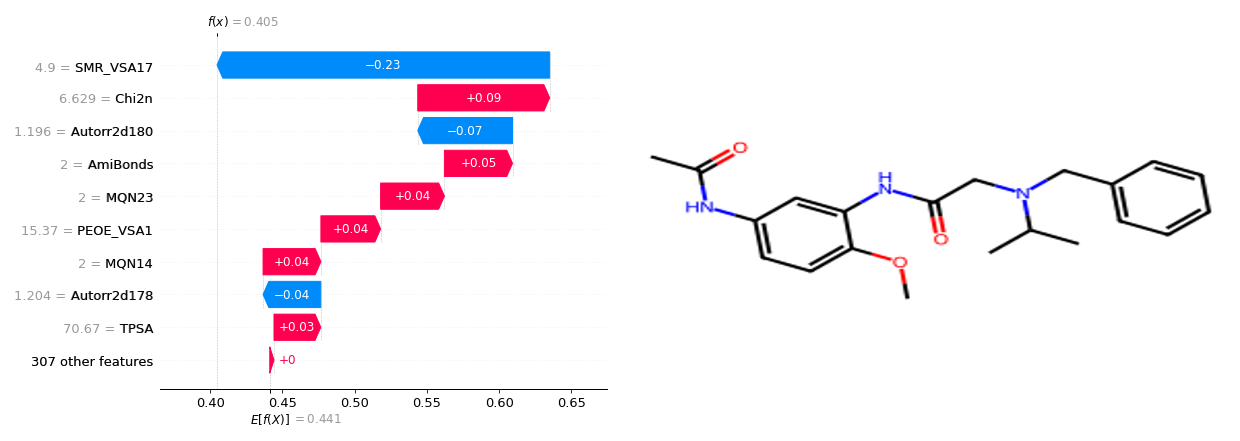 f(x) = 0.405
4.9 = SMR_VSA17
−0.23
6.629 = Chi2n
+0.09
1.196 = Autorr2d180
−0.07
2 = AmiBonds
+0.05
2 = MQN23
+0.04
15.37 = PEOE_VSA1
+0.04
2 = MQN14
+0.04
1.204 = Autorr2d178
−0.04
70.67 = TPSA
+0.03
307 other features
+0
0.40 0.45 0.50 0.55 0.60 0.65
E[f(X)] = 0.441
O
HN
H
N
O
O
N